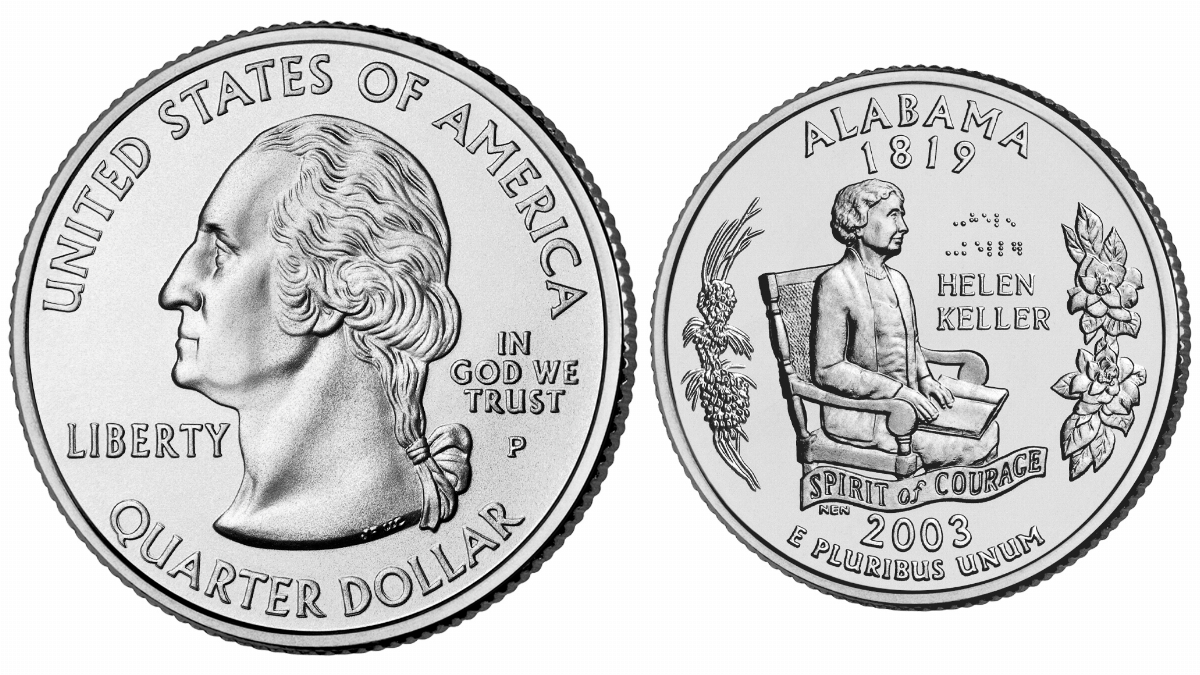 UNITED STATES OF AMERICA
IN
GOD WE
TRUST
LIBERTY
P
QUARTER DOLLAR
ALABAMA
1819
HELEN
KELLER
SPIRIT of COURAGE
NEN
2003
E PLURIBUS UNUM